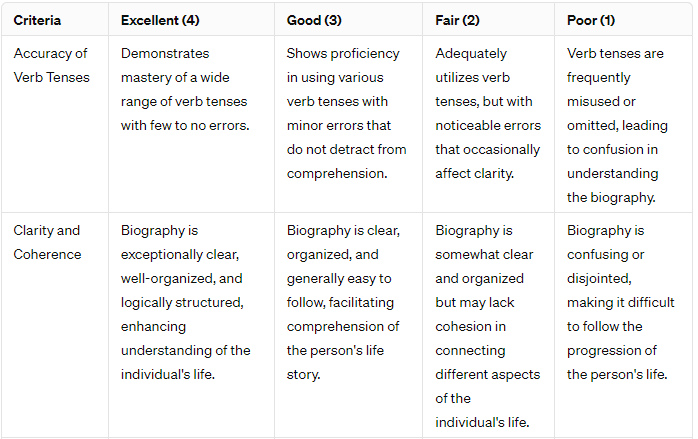 Criteria Excellent (4) Good (3) Fair (2) Poor (1)
Accuracy of
Verb Tenses
Demonstrates
mastery of a wide
range of verb tenses
with few to no errors.
Shows proficiency
in using various
verb tenses with
minor errors that
do not detract from
comprehension.
Adequately
utilizes verb
tenses, but with
noticeable errors
that occasionally
affect clarity.
Verb tenses are
frequently
misused or
omitted, leading
to confusion in
understanding
the biography.
Clarity and
Coherence
Biography is
exceptionally clear,
well-organized, and
logically structured,
enhancing
understanding of the
individual's life.
Biography is clear,
organized, and
generally easy to
follow, facilitating
comprehension of
the person's life
story.
Biography is
somewhat clear
and organized
but may lack
cohesion in
connecting
different aspects
of the
individual's life.
Biography is
confusing or
disjointed,
making it difficult
to follow the
progression of
the person's life.